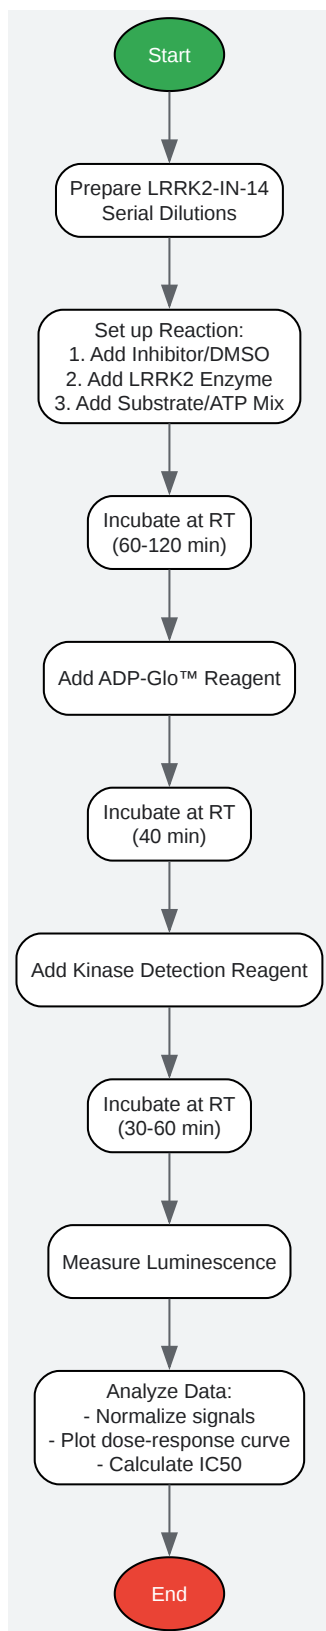 Start
Prepare LRRK2-IN-14
Serial Dilutions
Set up Reaction:
1. Add Inhibitor/DMSO
2. Add LRRK2 Enzyme
3. Add Substrate/ATP Mix
Incubate at RT
(60-120 min)
Add ADP-Glo™ Reagent
Incubate at RT
(40 min)
Add Kinase Detection Reagent
Incubate at RT
(30-60 min)
Measure Luminescence
Analyze Data:
- Normalize signals
- Plot dose-response curve
- Calculate IC50
End